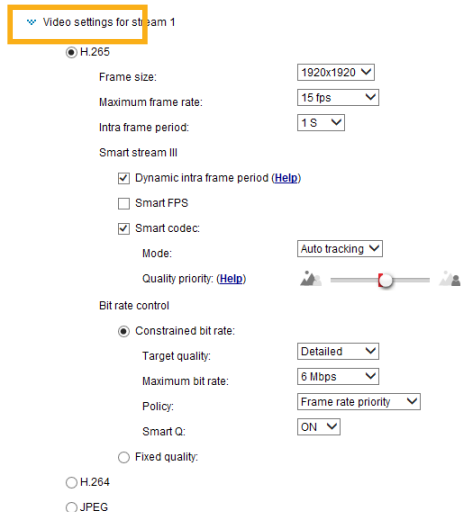 Video settings for stream 1
H.265
Frame size: 1920x1920
Maximum frame rate: 15 fps
Intra frame period: 1 S
Smart stream III
Dynamic intra frame period (Help)
Smart FPS
Smart codec:
Mode: Auto tracking
Quality priority: (Help)
Bit rate control
Constrained bit rate:
Target quality: Detailed
Maximum bit rate: 6 Mbps
Policy: Frame rate priority
Smart Q: ON
Fixed quality:
H.264
JPEG